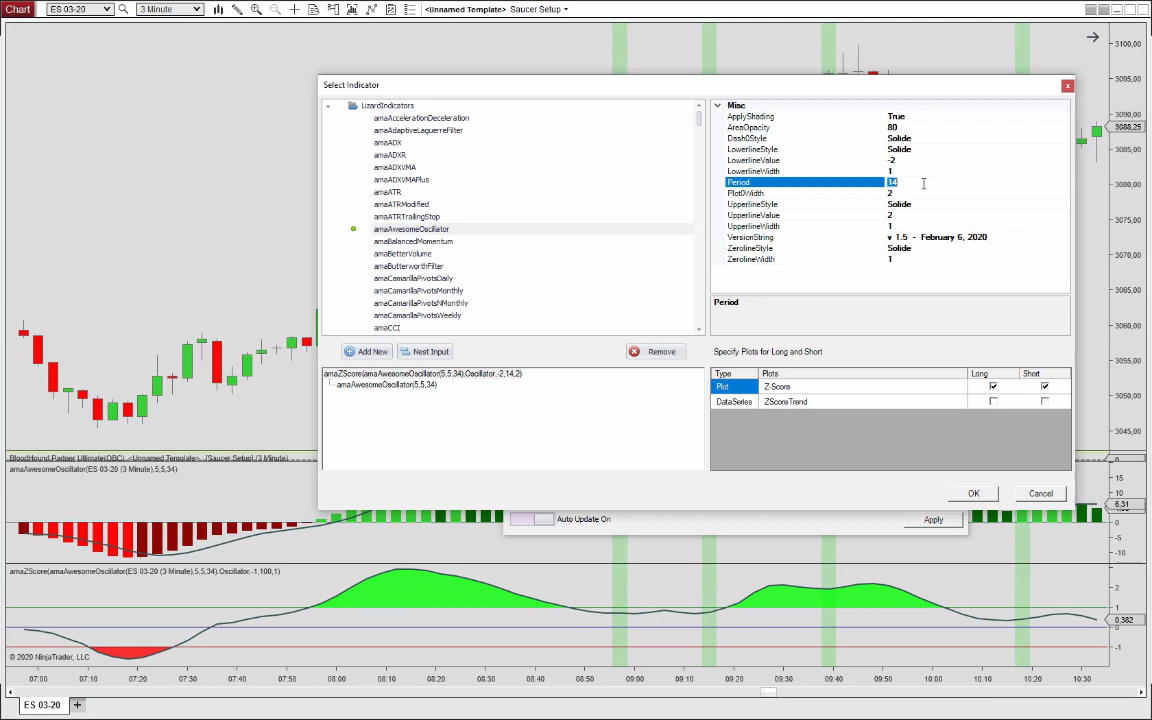 Chart ES 03-20 3 Minute <Unnamed Template> Saucer Setup
Select Indicator
LizardIndicators
amaAccelerationDeceleration
amaAdaptiveLaguerreFilter
amaADX
amaADXR
amaADXVMA
amaADXVMAPlus
amaATR
amaATRModified
amaATRTrailingStop
amaAwesomeOscillator
amaBalancedMomentum
amaBetterVolume
amaButterworthFilter
amaCamarillaPivotsDaily
amaCamarillaPivotsMonthly
amaCamarillaPivotsNMonthly
amaCamarillaPivotsWeekly
amaCCI
Misc
ApplyShading True
AreaOpacity 80
Dash0Style Solide
LowerlineStyle Solide
LowerlineValue -2
LowerlineWidth 1
Period 14
Plot0Width 2
UpperlineStyle Solide
UpperlineValue 2
UpperlineWidth 1
VersionString v 1.5 - February 6, 2020
ZerolineStyle Solide
ZerolineWidth 1
Period
Add New Nest Input Remove
Specify Plots for Long and Short
amaZScore(amaAwesomeOscillator(5,5,34).Oscillator,-2,14,2)
amaAwesomeOscillator(5,5,34)
Type Plots Long Short
Plot Z-Score
DataSeries ZScoreTrend
OK Cancel
Auto Update On Apply
3100,00
3095,00
3090,00
3088,25
3085,00
3080,00
3075,00
3070,00
3065,00
3060,00
3055,00
3050,00
3045,00
BloodHound Partner Ultimate(OBC), <Unnamed Template>, [Saucer Setup] (3 Minute)
0
amaAwesomeOscillator(ES 03-20 (3 Minute),5,5,34)
15
10
6,31
0
-5
-10
amaZScore(amaAwesomeOscillator(ES 03-20 (3 Minute),5,5,34).Oscillator,-1,100,1)
2
1
0,382
0
-1
© 2020 NinjaTrader, LLC
07:00 07:10 07:20 07:30 07:40 07:50 08:00 08:10 08:20 08:30 08:40 08:50 09:00 09:10 09:20 09:30 09:40 09:50 10:00 10:10 10:20 10:30
ES 03-20